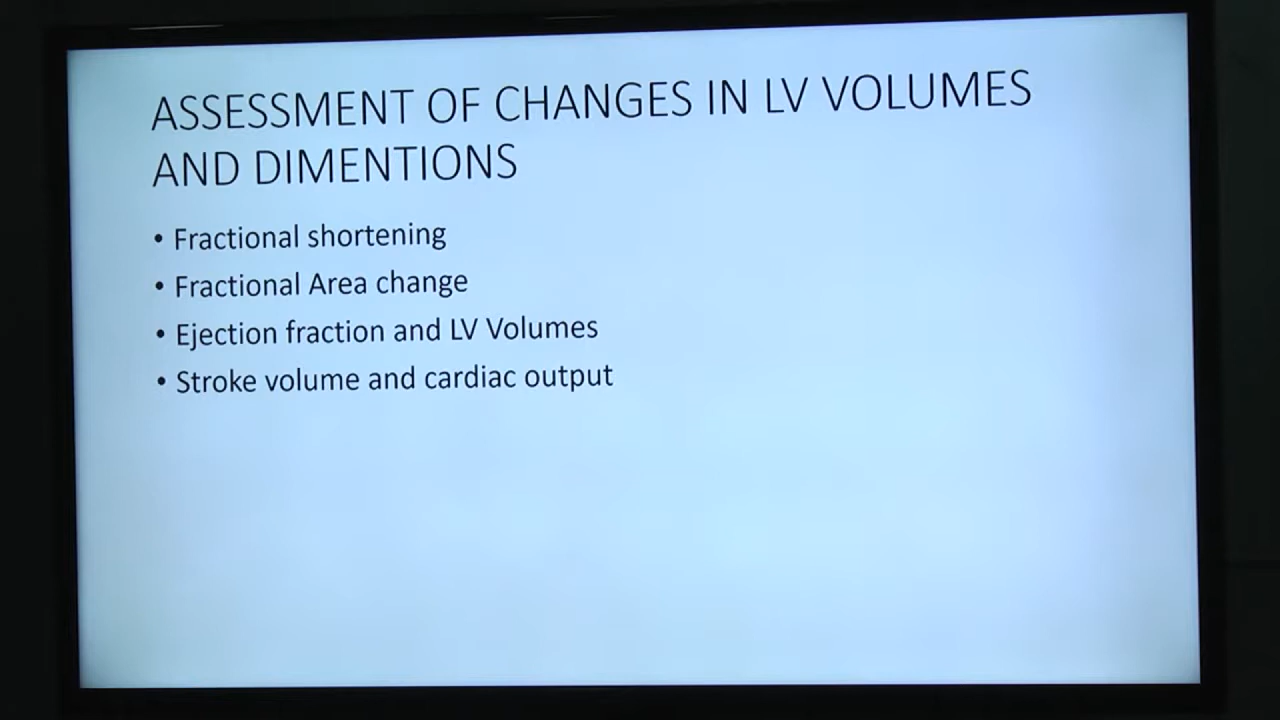 ASSESSMENT OF CHANGES IN LV VOLUMES
AND DIMENTIONS
• Fractional shortening
• Fractional Area change
• Ejection fraction and LV Volumes
• Stroke volume and cardiac output